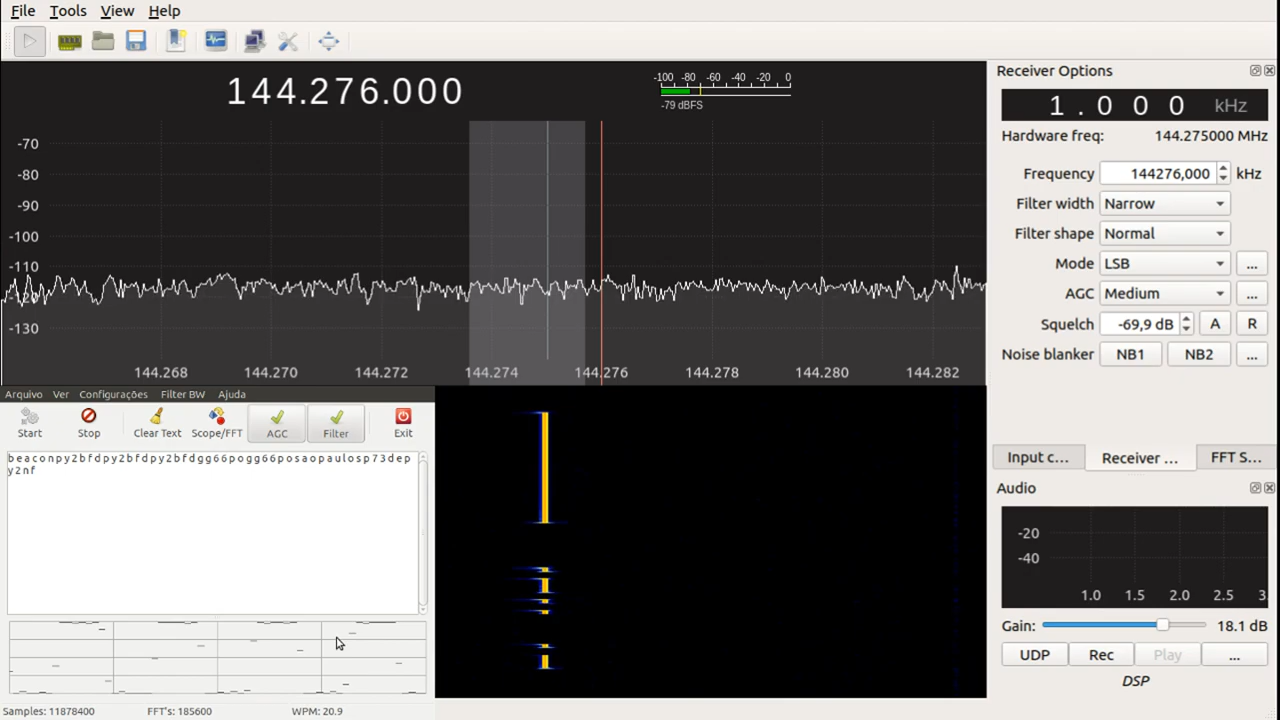 File Tools View Help
144.276.000
-100 -80 -60 -40 -20 0
-79 dBFS
-70
-80
-90
-100
-110
-120
-130
144.268 144.270 144.272 144.274 144.276 144.278 144.280 144.282
Receiver Options
1.000 kHz
Hardware freq: 144.275000 MHz
Frequency 144276,000 kHz
Filter width Narrow
Filter shape Normal
Mode LSB ...
AGC Medium ...
Squelch -69,9 dB A R
Noise blanker NB1 NB2 ...
Input c... Receiver ... FFT S...
Audio
-20
-40
1.0 1.5 2.0 2.5 3.
Gain: 18.1 dB
UDP Rec Play ...
DSP
Arquivo Ver Configurações Filter BW Ajuda
Start Stop Clear Text Scope/FFT AGC Filter Exit
beaconpy2bfdpy2bfdpy2bfdgg66pogg66posaopaulosp73dep
y2nf
Samples: 11878400 FFT's: 185600 WPM: 20.9